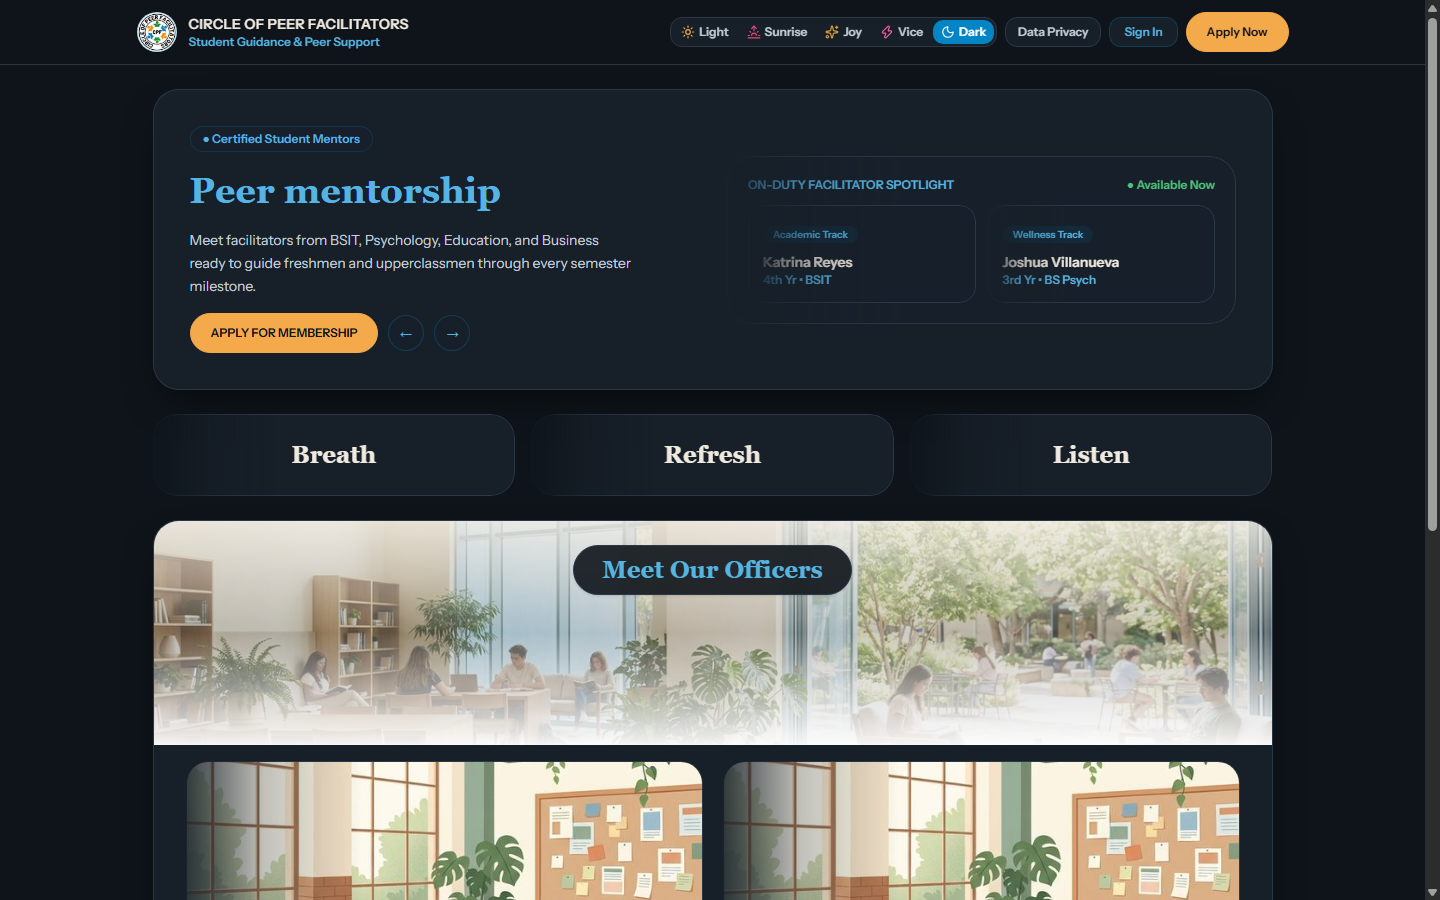 CIRCLE OF PEER FACILITATORS
Student Guidance & Peer Support
Light
Sunrise
Joy
Vice
Dark
Data Privacy
Sign In
Apply Now
● Certified Student Mentors
Peer mentorship
Meet facilitators from BSIT, Psychology, Education, and Business
ready to guide freshmen and upperclassmen through every semester
milestone.
APPLY FOR MEMBERSHIP
←
→
ON-DUTY FACILITATOR SPOTLIGHT
● Available Now
Academic Track
Katrina Reyes
4th Yr • BSIT
Wellness Track
Joshua Villanueva
3rd Yr • BS Psych
Breath
Refresh
Listen
Meet Our Officers